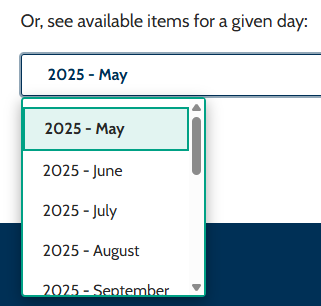 Or, see available items for a given day:
2025 - May
2025 - May
2025 - June
2025 - July
2025 - August
2025 - September